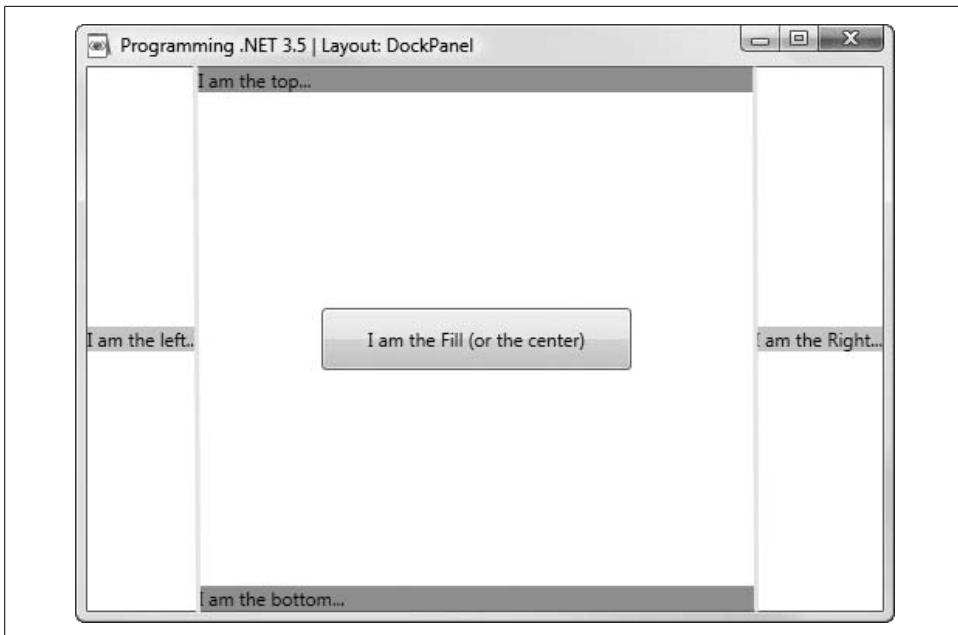 Programming .NET 3.5 | Layout: DockPanel
I am the top...
I am the left..
I am the Fill (or the center)
I am the Right...
I am the bottom...